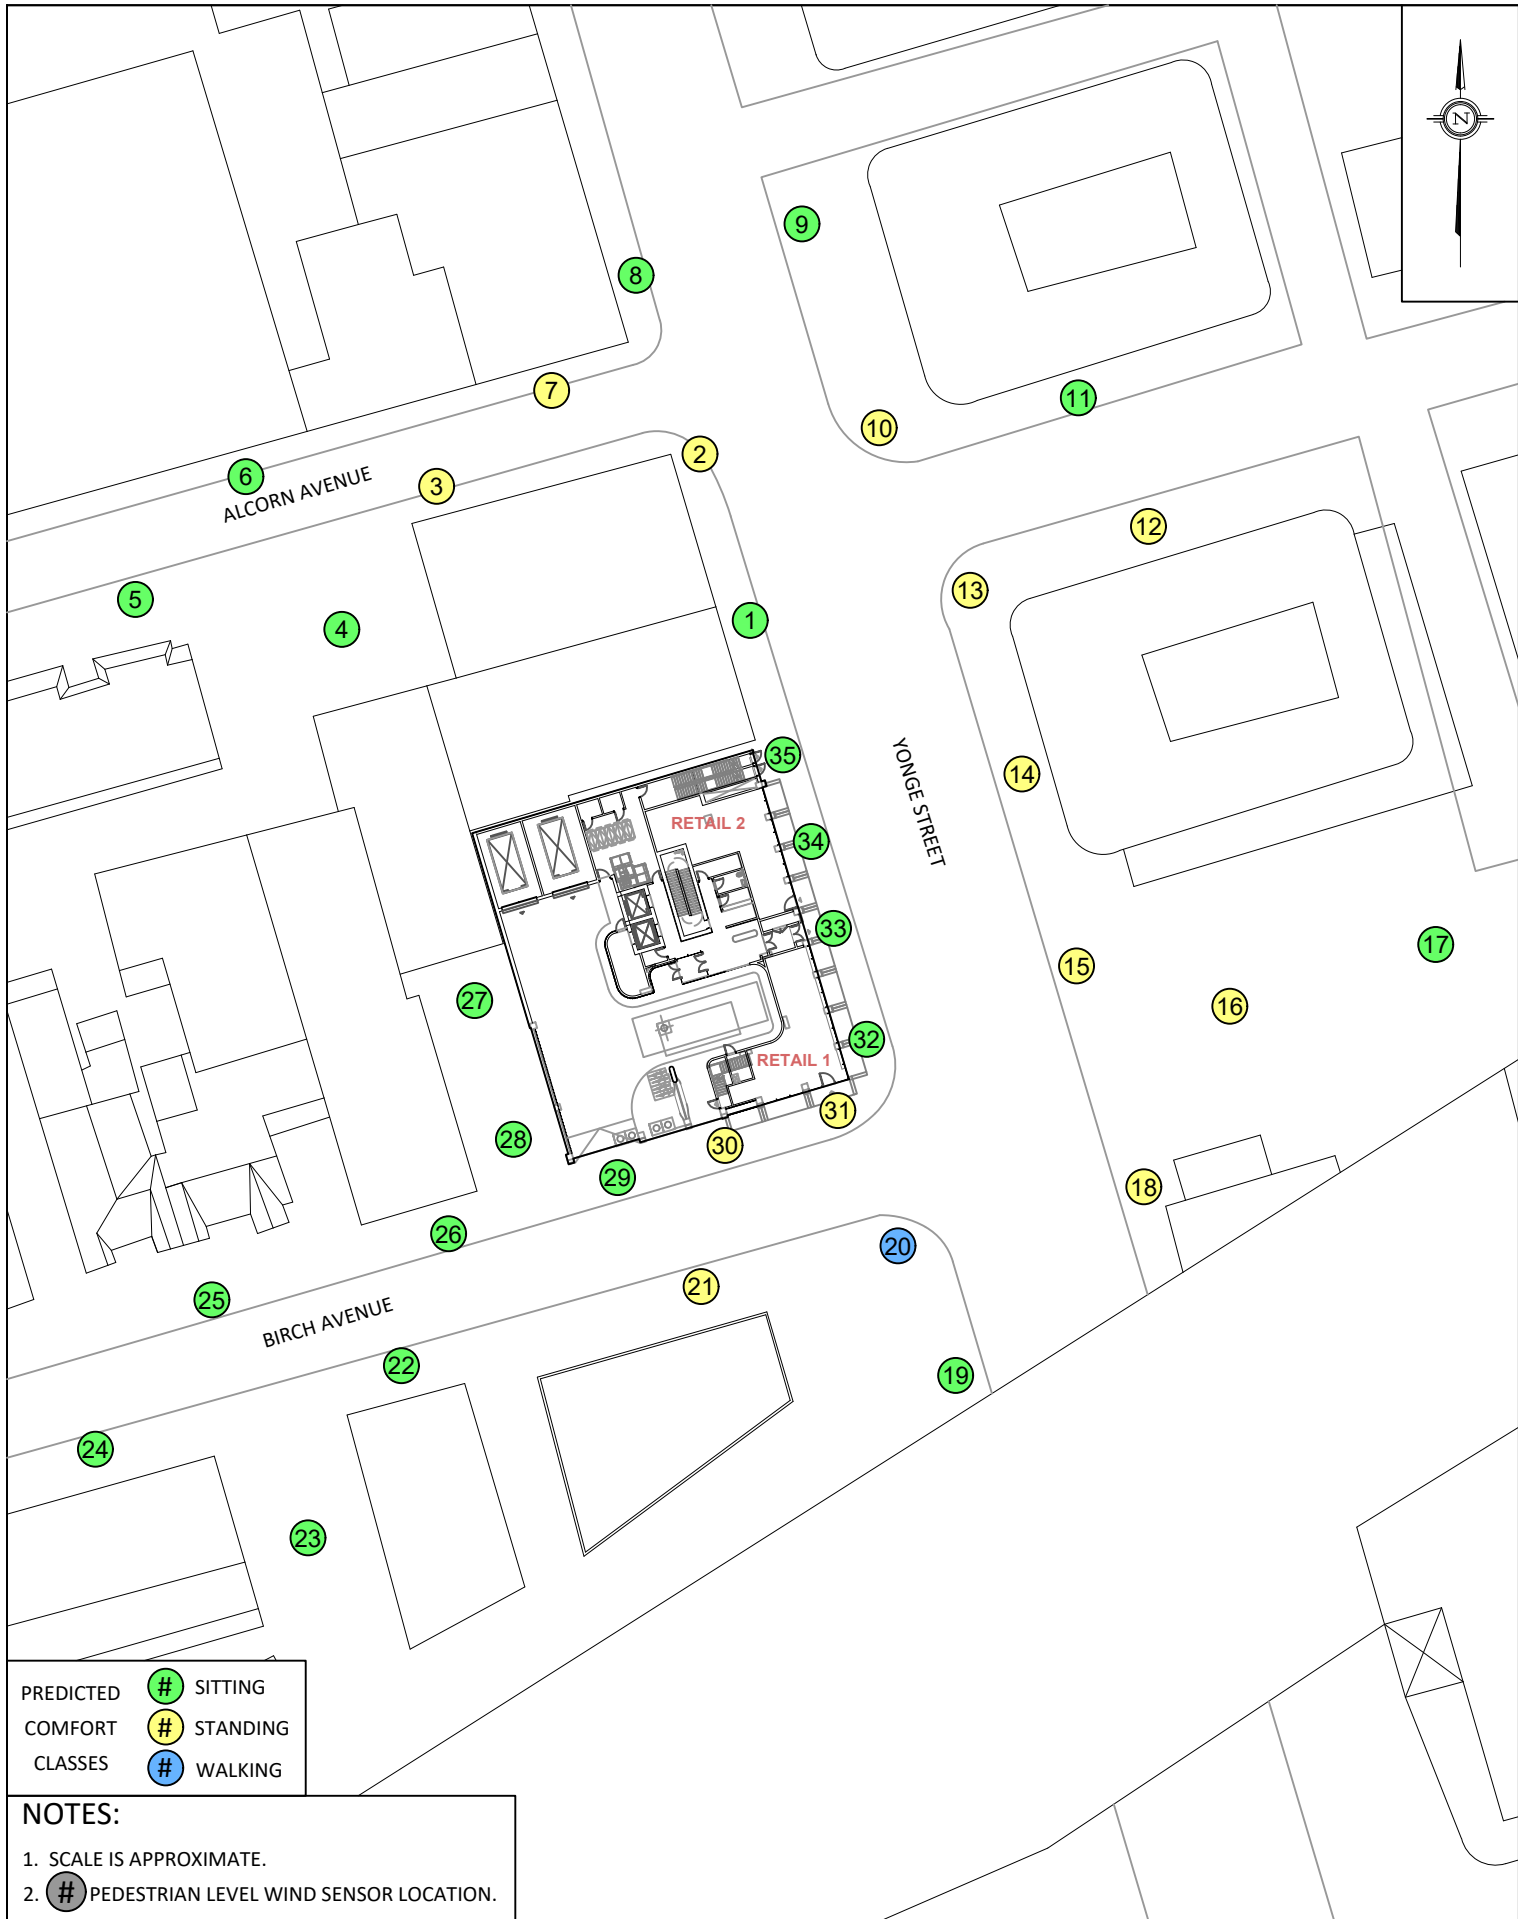 N
9
8
11
7
10
2
6
3
ALCORN AVENUE
12
13
5
4
1
35
YONGE STREET
14
RETAIL 2
34
33
17
15
27
16
32
RETAIL 1
31
28
30
29
18
26
20
21
25
BIRCH AVENUE
22
19
24
23
PREDICTED
COMFORT
CLASSES
# SITTING
# STANDING
# WALKING
NOTES:
1. SCALE IS APPROXIMATE.
2. # PEDESTRIAN LEVEL WIND SENSOR LOCATION.